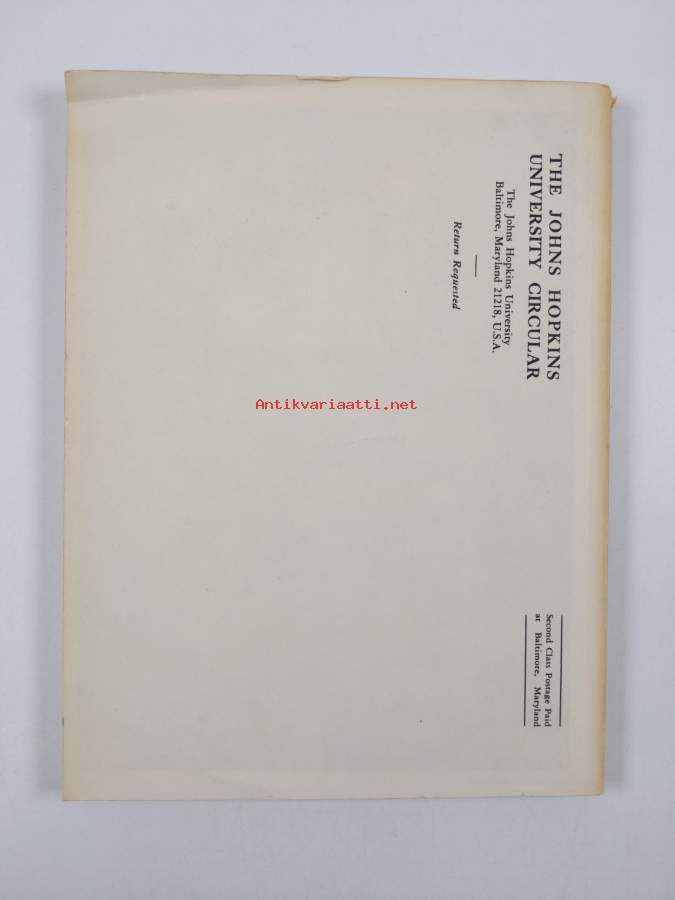 THE JOHNS HOPKINS
UNIVERSITY CIRCULAR
The Johns Hopkins University
Baltimore, Maryland 21218, U.S.A.
Return Requested
Second Class Postage Paid
at Baltimore, Maryland
Antikvariaatti.net